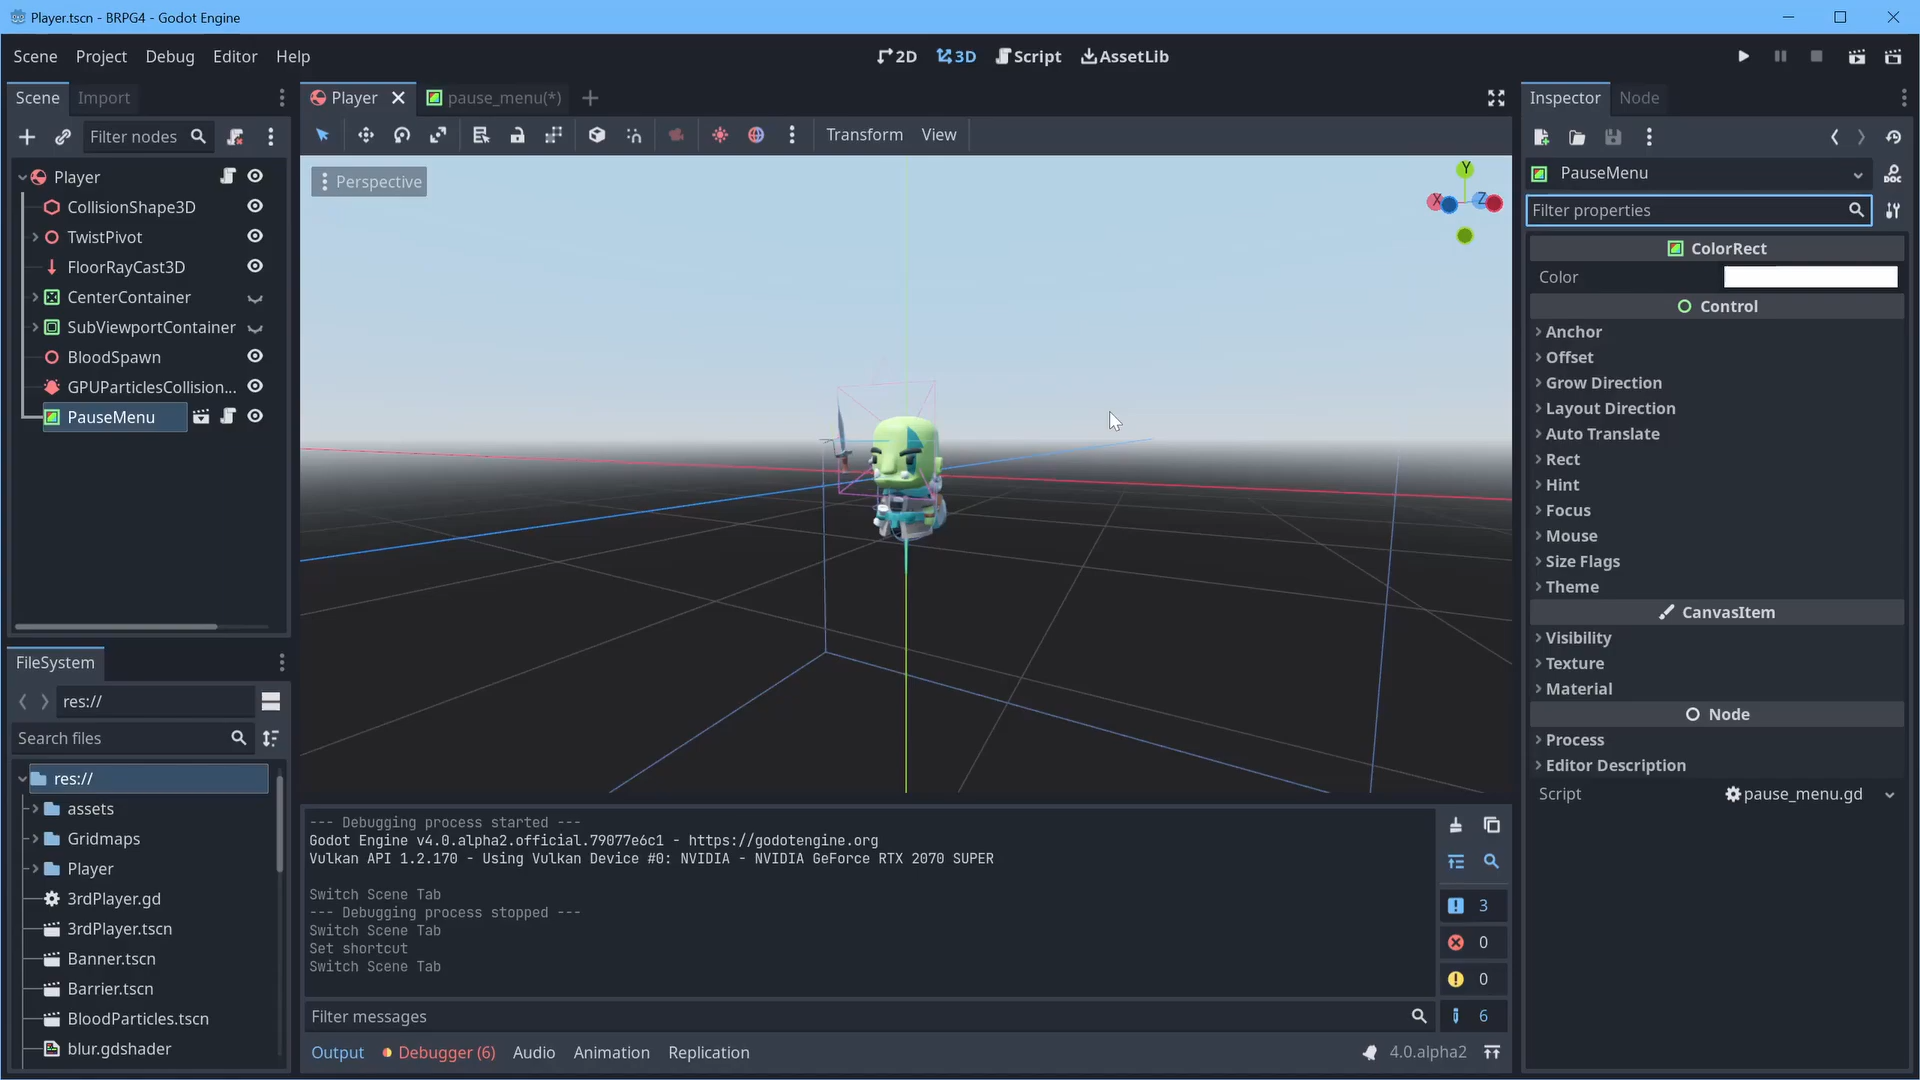 Player.tscn - BRPG4 - Godot Engine
Scene Project Debug Editor Help
2D 3D Script AssetLib
Scene Import
Filter nodes
Player
CollisionShape3D
TwistPivot
FloorRayCast3D
CenterContainer
SubViewportContainer
BloodSpawn
GPUParticlesCollision...
PauseMenu
FileSystem
res://
Search files
res://
assets
Gridmaps
Player
3rdPlayer.gd
3rdPlayer.tscn
Banner.tscn
Barrier.tscn
BloodParticles.tscn
blur.gdshader
Player pause_menu(*)
Transform View
Perspective
Y
X Z
--- Debugging process started ---
Godot Engine v4.0.alpha2.official.79077e6c1 - https://godotengine.org
Vulkan API 1.2.170 - Using Vulkan Device #0: NVIDIA - NVIDIA GeForce RTX 2070 SUPER
Switch Scene Tab
--- Debugging process stopped ---
Switch Scene Tab
Set shortcut
Switch Scene Tab
3
0
0
6
Filter messages
Output Debugger (6) Audio Animation Replication 4.0.alpha2
Inspector Node
PauseMenu
DOC
Filter properties
ColorRect
Color
Control
Anchor
Offset
Grow Direction
Layout Direction
Auto Translate
Rect
Hint
Focus
Mouse
Size Flags
Theme
CanvasItem
Visibility
Texture
Material
Node
Process
Editor Description
Script pause_menu.gd